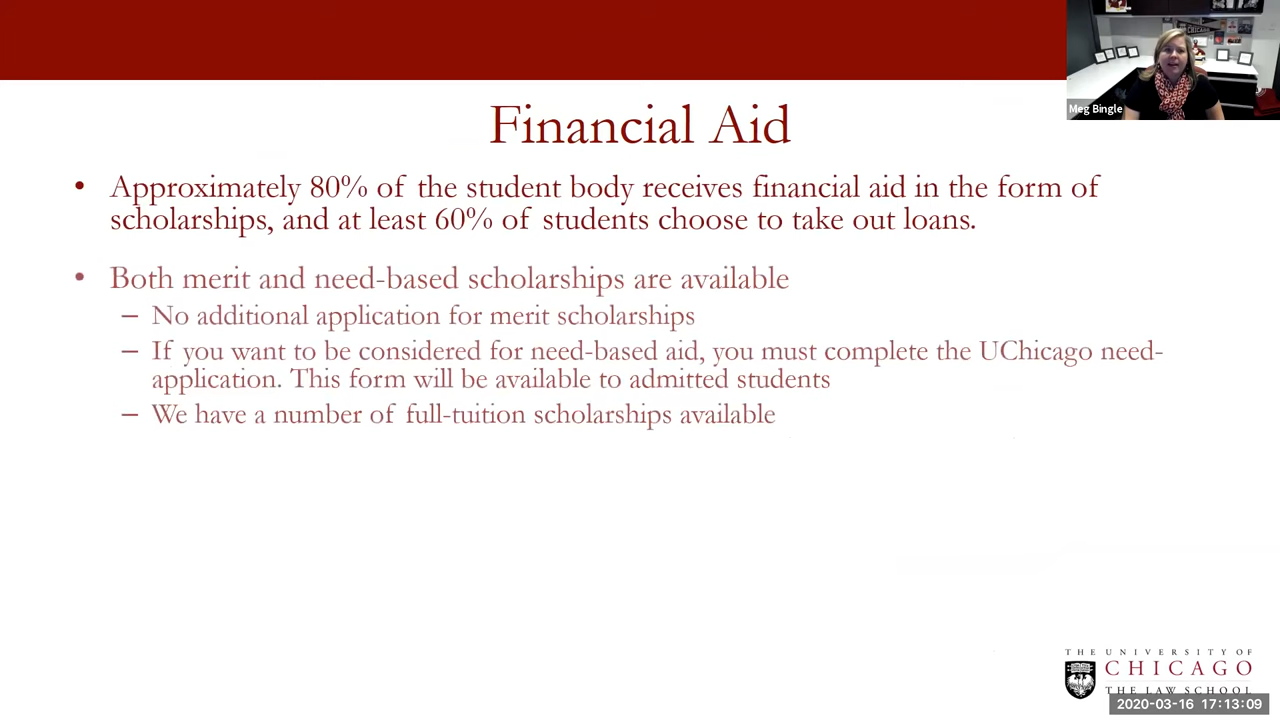 CHICAGO
Meg Bingle
Financial Aid
• Approximately 80% of the student body receives financial aid in the form of
scholarships, and at least 60% of students choose to take out loans.
• Both merit and need-based scholarships are available
– No additional application for merit scholarships
– If you want to be considered for need-based aid, you must complete the UChicago need-
application. This form will be available to admitted students
– We have a number of full-tuition scholarships available
THE UNIVERSITY OF
CHICAGO
THE LAW SCHOOL
2020-03-16 17:13:09